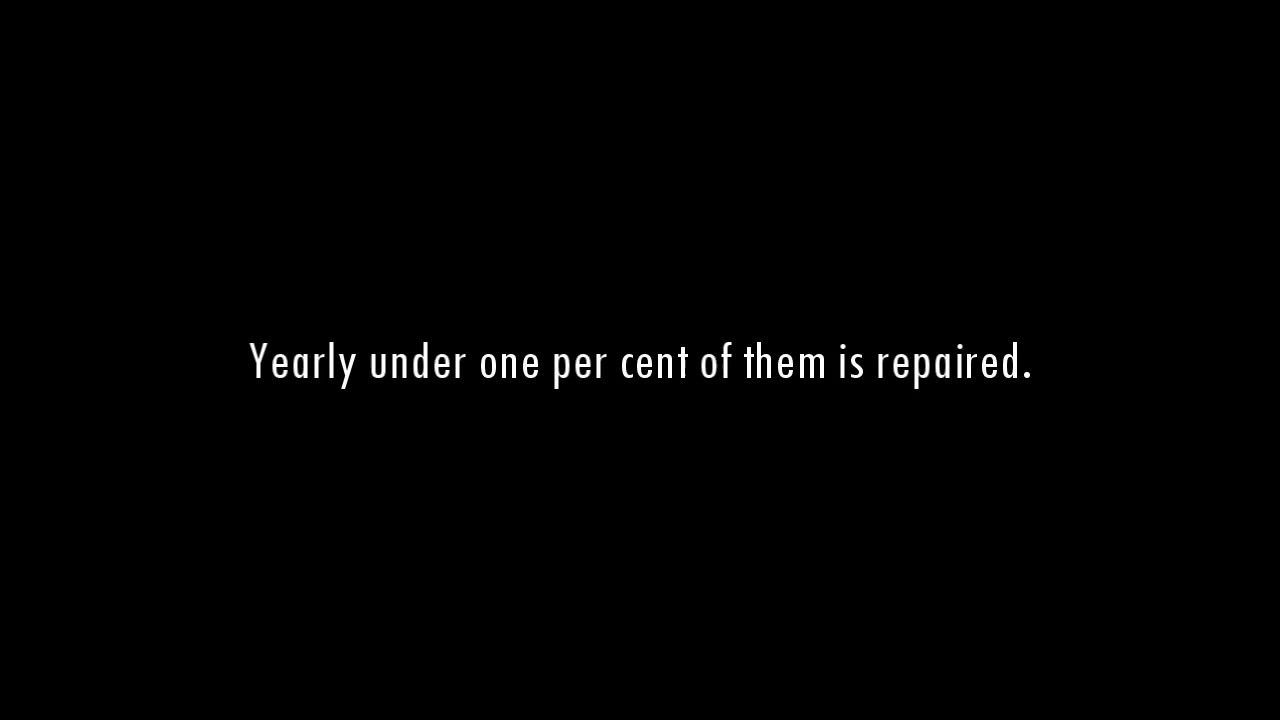 Yearly under one per cent of them is repaired.